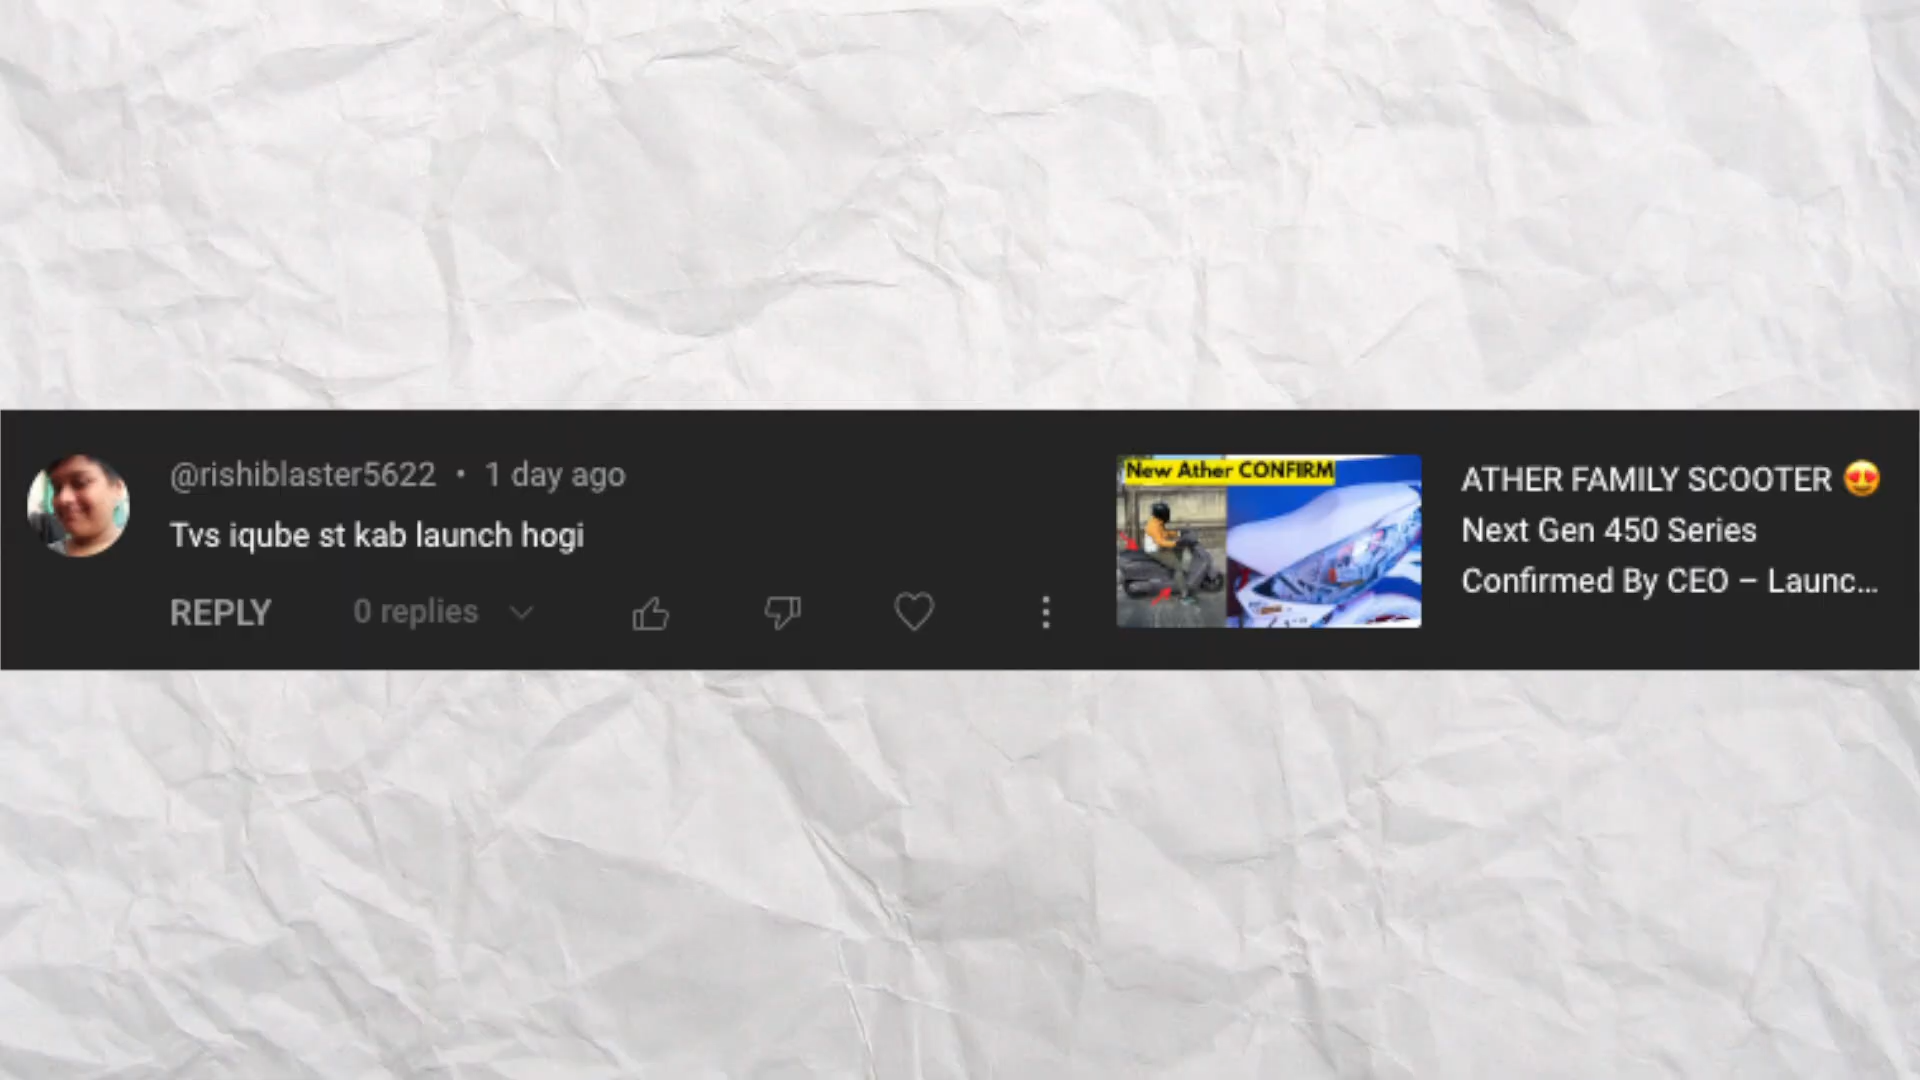 @rishiblaster5622 • 1 day ago
Tvs iqube st kab launch hogi
REPLY 0 replies
New Ather CONFIRM
ATHER FAMILY SCOOTER 😍
Next Gen 450 Series
Confirmed By CEO – Launc...